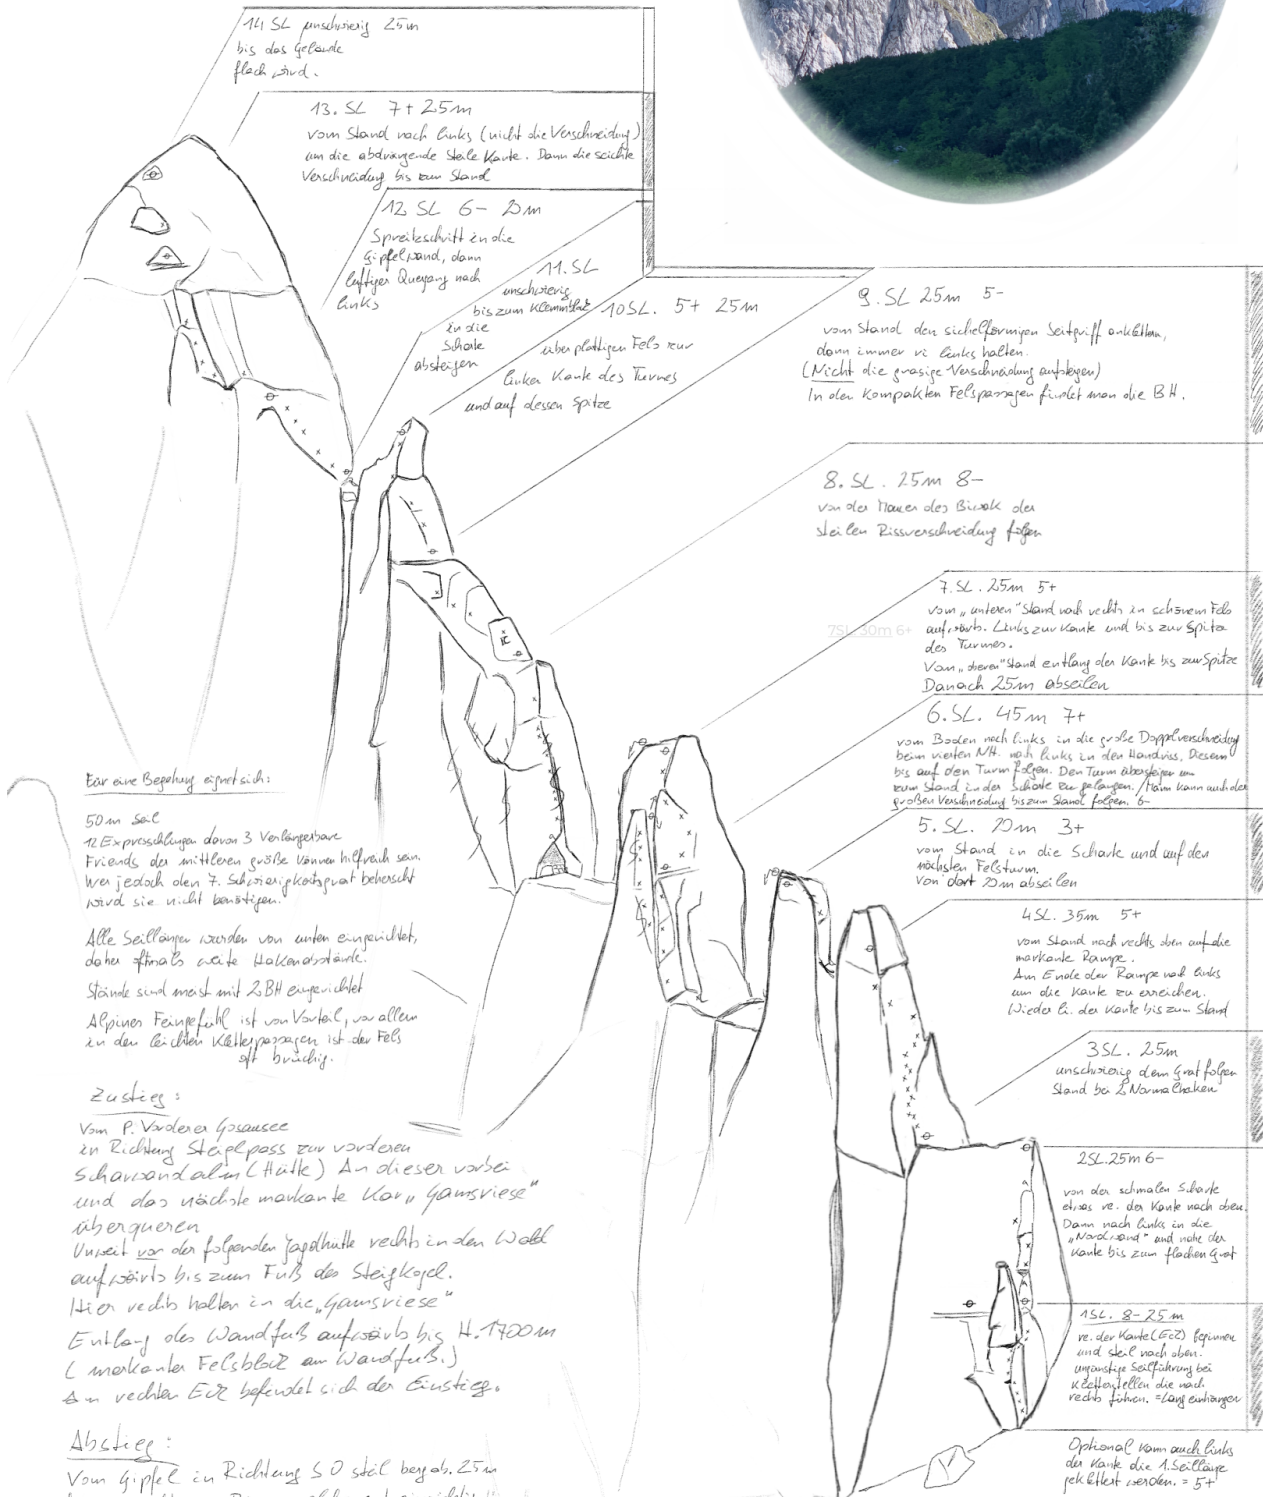 14 SL unschwierig 25m
bis das Gelände
flach wird.
13. SL 7+ 25m
vom Stand nach links (nicht die Verschneidung)
um die abdrängende steile Kante. Dann die seichte
Verschneidung bis zum Stand
12 SL 6- 20m
Spreizschritt in die
Gipfelwand, dann
luftiger Quergang nach
links
11. SL
unschwierig
bis zum Klemmblock
in die
Scharte
absteigen
10 SL. 5+ 25m
über plattigen Fels zur
linken Kante des Turmes
und auf dessen Spitze
9. SL 25m 5-
vom Stand den sichelförmigen Seitgriff anklettern,
dann immer links halten.
(Nicht die grasige Verschneidung aufsteigen)
In den kompakten Felspassagen findet man die BH.
8. SL. 25m 8-
von der Mauer des Biwak der
steilen Rissverschneidung folgen
7. SL. 25m 5+
vom „unteren" Stand nach rechts in schönem Fels
aufwärts. Links zur Kante und bis zur Spitze
des Turmes.
Vom „oberen" Stand entlang der Kante bis zur Spitze
Danach 25m abseilen
7SL. 30m 6+
6. SL. 45m 7+
vom Boden nach links in die große Doppelverschneidung
beim vierten NH. nach links in den Handriss. Diesem
bis auf den Turm folgen. Den Turm übersteigen um
zum Stand in der Scharte zu gelangen. / Mann kann auch der
großen Verschneidung bis zum Stand folgen. 6-
5. SL. 20m 3+
vom Stand in die Scharte und auf den
nächsten Felsturm.
Von dort 20m abseilen
4SL. 35m 5+
vom Stand nach rechts oben auf die
markante Rampe.
Am Ende der Rampe nach links
um die Kante zu erreichen.
Wieder li. der Kante bis zum Stand
3SL. 25m
unschwierig dem Grat folgen
Stand bei 2 Normalhaken
2SL. 25m 6-
von der schmalen Scharte
etwas re. der Kante nach oben.
Dann nach links in die
„Nordwand" und nahe der
Kante bis zum flachen Grat
1SL. 8- 25m
re. der Kante (Eck) beginnen
und steil nach oben.
ungünstige Seilführung bei
Kletterstellen die nach
rechts führen. = Lang einhängen
Optional kann auch links
der Kante die 1. Seillänge
geklettert werden. = 5+
Für eine Begehung eignet sich:
50m Seil
12 Expressschlingen davon 3 Verlängerbare
Friends der mittleren größe können hilfreich sein.
Wer jedoch den 7. Schwierigkeitsgrat beherscht
wird sie nicht benötigen.
Alle Seillängen wurden von unten eingerichtet,
daher oftmals weite Hakenabstände.
Stände sind meist mit 2 BH eingerichtet
Alpines Feingefühl ist von Vorteil, vor allem
in den leichten Kletterpassagen ist der Fels
oft brüchig.
Zustieg:
Vom P. Vorderer Gosausee
in Richtung Steiglpass zur vorderen
Scharwandalm (Hütte) An dieser vorbei
und das nächste markante Kar „Gamsriese"
überqueren
Unweit vor der folgenden Jagdhütte rechts in den Wald
aufwärts bis zum Fuß des Steigkogel.
Hier rechts halten in die „Gamsriese"
Entlang des Wandfuß aufwärts bis H. 1700m
(markanter Felsblock am Wandfuß.)
Am rechten Eck befindet sich der Einstieg.
Abstieg:
Vom Gipfel in Richtung SO steil bergab. 25m